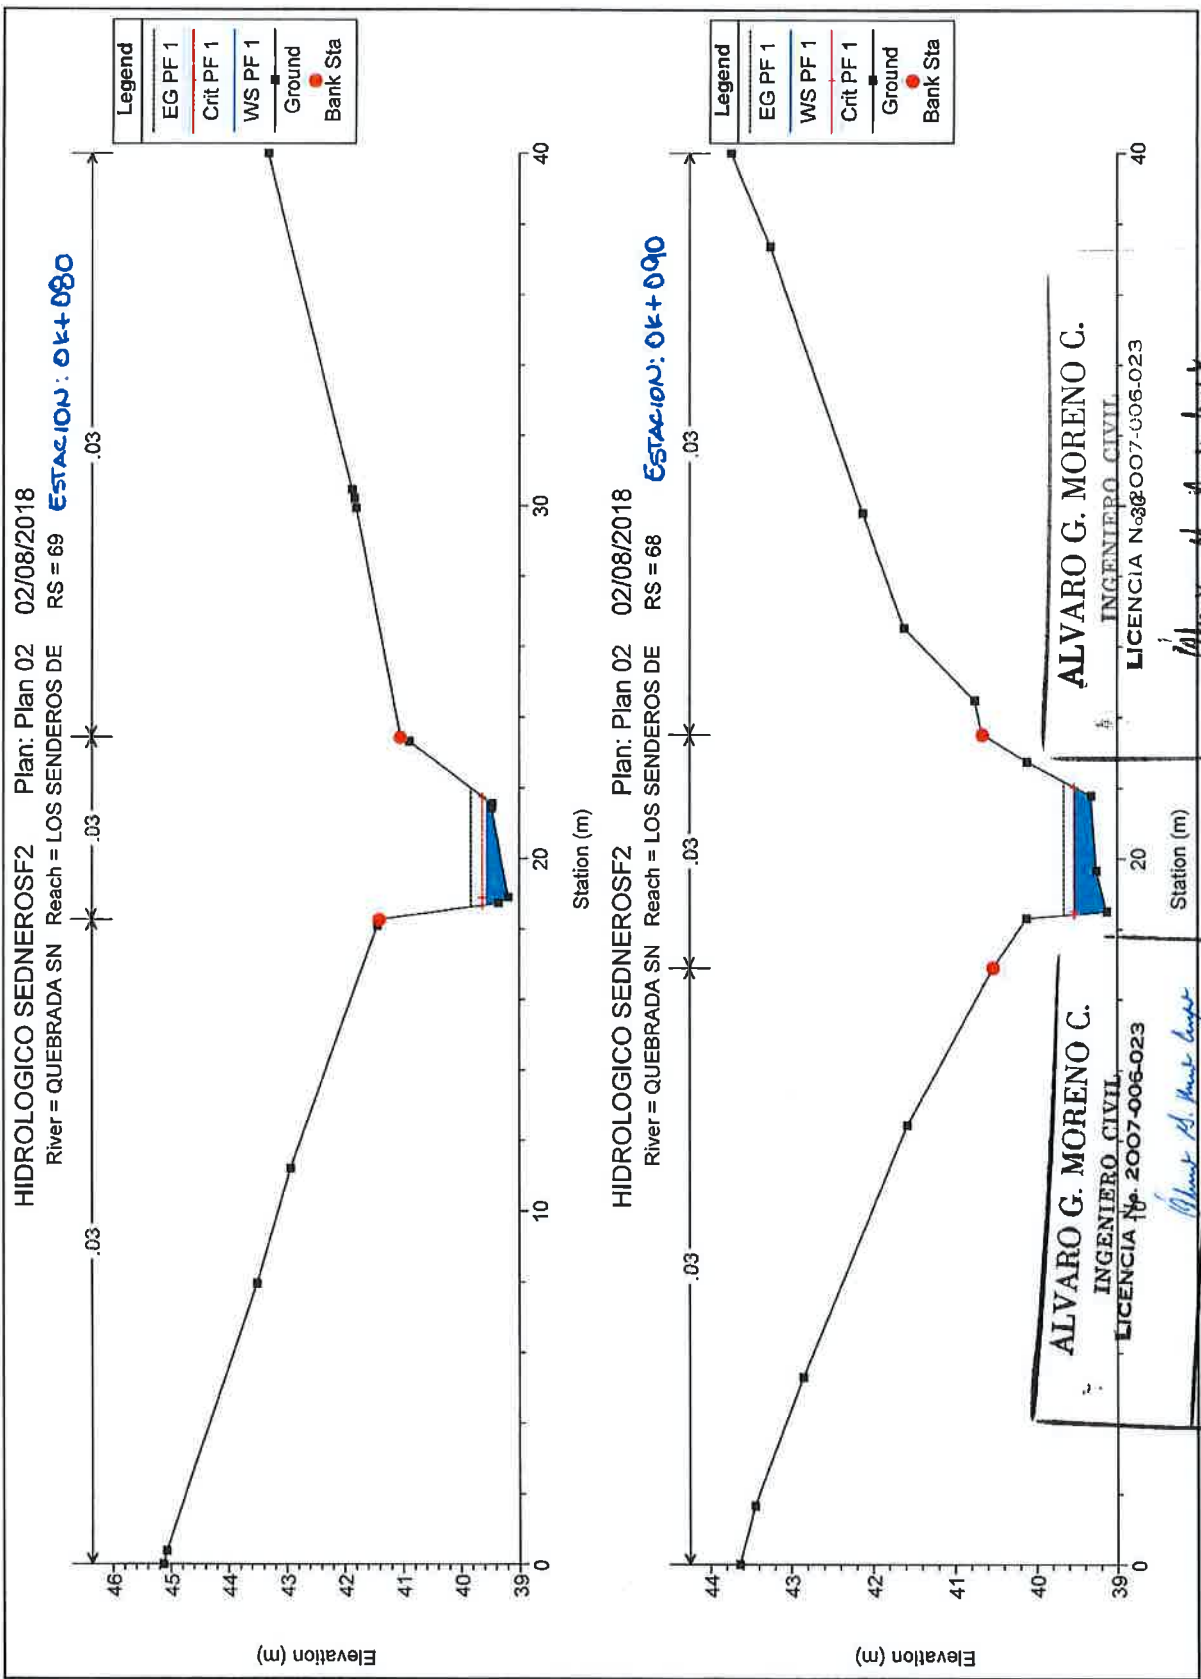 HIDROLOGICO SEDNEROSF2 Plan: Plan 02 02/08/2018
River = QUEBRADA SN Reach = LOS SENDEROS DE RS = 69 ESTACION: 0K+080
.03
.03
.03
Legend
EG PF 1
Crit PF 1
WS PF 1
Ground
Bank Sta
46
45
44
43
42
41
40
39
Elevation (m)
0
10
20
30
40
Station (m)
HIDROLOGICO SEDNEROSF2 Plan: Plan 02 02/08/2018
River = QUEBRADA SN Reach = LOS SENDEROS DE RS = 68 ESTACION: 0K+090
.03
.03
.03
Legend
EG PF 1
WS PF 1
Crit PF 1
Ground
Bank Sta
44
43
42
41
40
39
Elevation (m)
0
10
20
30
40
Station (m)
ALVARO G. MORENO C.
INGENIERO CIVIL
LICENCIA No. 2007-006-023
ALVARO G. MORENO C.
INGENIERO CIVIL
LICENCIA No. 2007-006-023